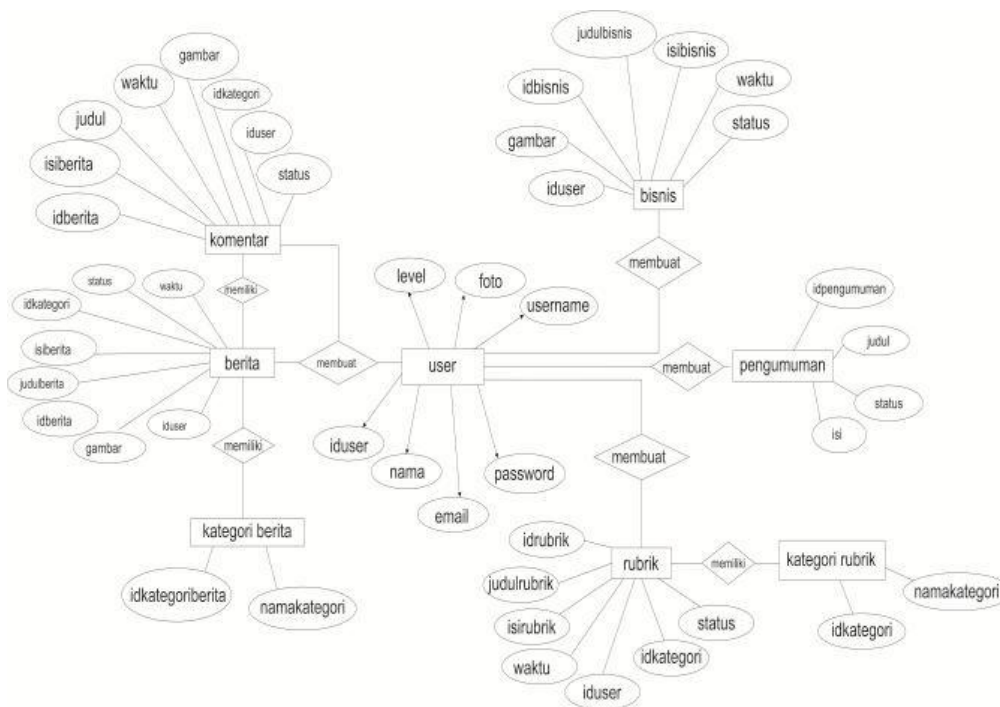 gambar
waktu
idkategori
judul
iduser
isiberita
status
idberita
komentar
judulbisnis
isibisnis
idbisnis
waktu
gambar
status
iduser
bisnis
membuat
memiliki
status
waktu
idkategori
isiberita
judulberita
idberita
gambar
iduser
berita
membuat
level
foto
username
user
iduser
nama
email
password
membuat
idpengumuman
judul
pengumuman
status
isi
memiliki
kategori berita
idkategoriberita
namakategori
membuat
idrubrik
rubrik
judulrubrik
isirubrik
waktu
iduser
idkategori
status
memiliki
kategori rubrik
namakategori
idkategori